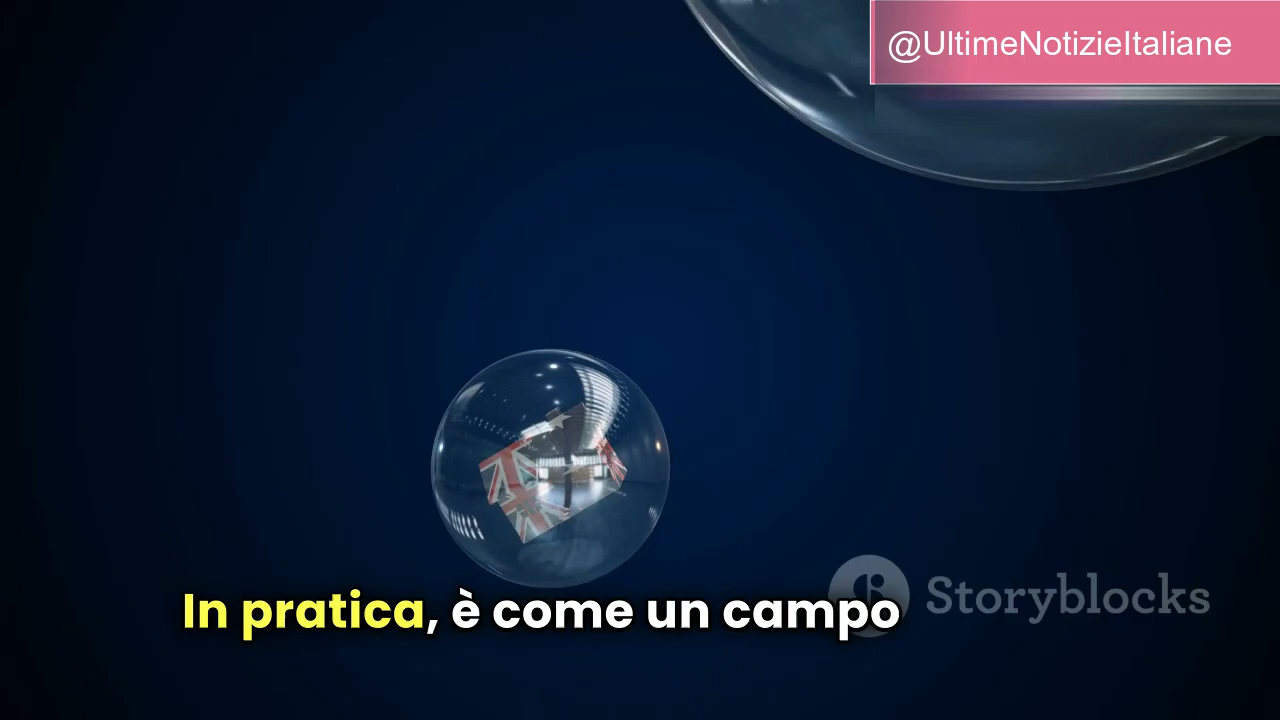 @UltimeNotizieItaliane
Storyblocks
In pratica, è come un campo